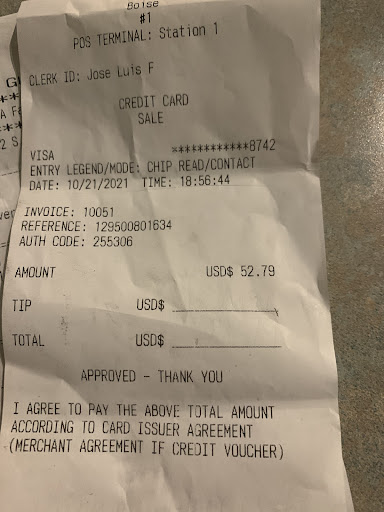 Boise
#1
POS TERMINAL: Station 1
CLERK ID: Jose Luis F
CREDIT CARD
SALE
VISA ************8742
ENTRY LEGEND/MODE: CHIP READ/CONTACT
DATE: 10/21/2021 TIME: 18:56:44
INVOICE: 10051
REFERENCE: 129500801634
AUTH CODE: 255306
AMOUNT USD$ 52.79
TIP USD$
TOTAL USD$
APPROVED - THANK YOU
I AGREE TO PAY THE ABOVE TOTAL AMOUNT
ACCORDING TO CARD ISSUER AGREEMENT
(MERCHANT AGREEMENT IF CREDIT VOUCHER)